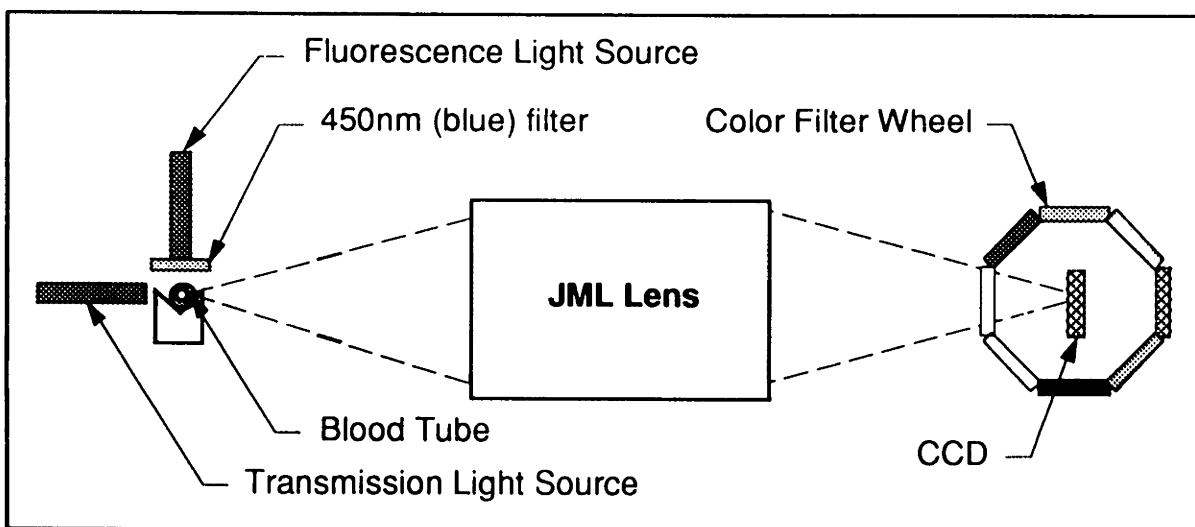 Fluorescence Light Source
450nm (blue) filter
Color Filter Wheel
JML Lens
Blood Tube
CCD
Transmission Light Source